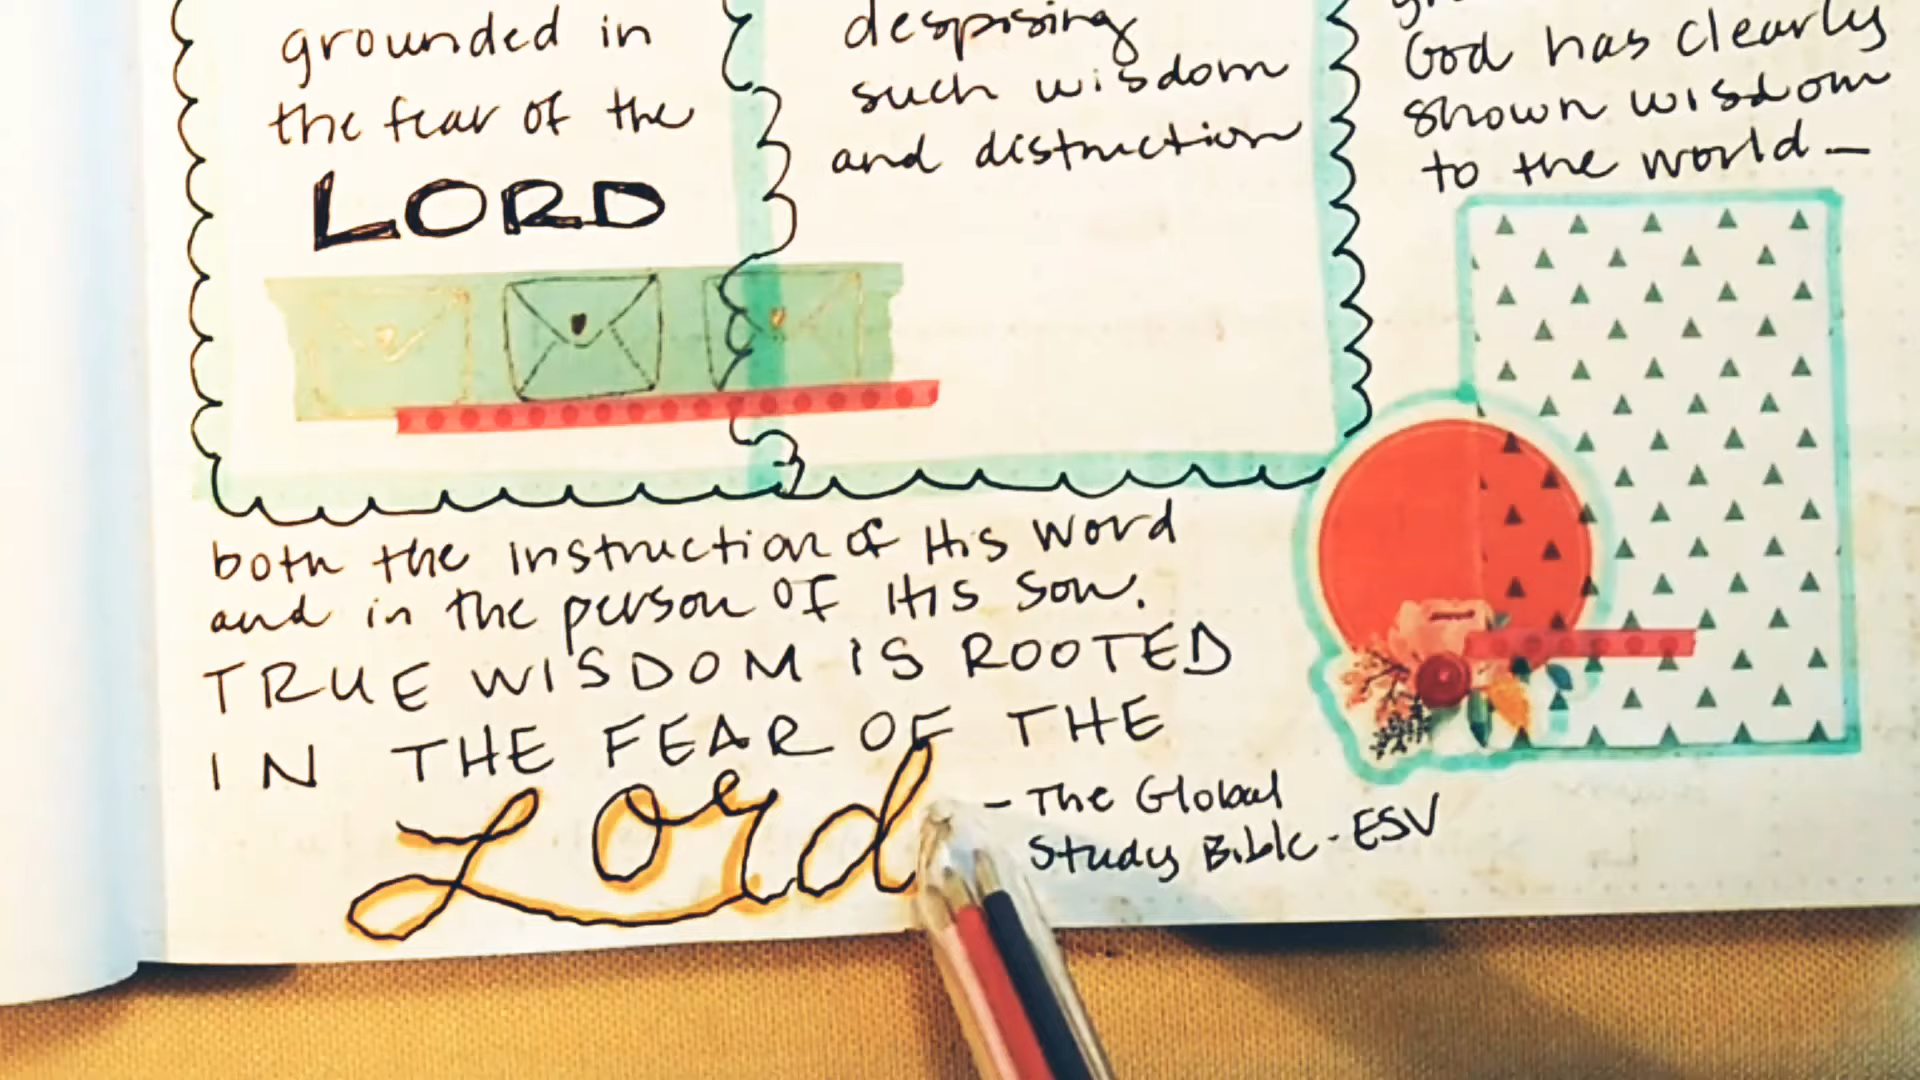 grounded in
the fear of the
LORD
despising
such wisdom
and distruction
God has clearly
shown wisdom
to the world -
both the instruction of His word
and in the person of His Son.
TRUE WISDOM IS ROOTED
IN THE FEAR OF THE
Lord
- The Global
Study Bible - ESV